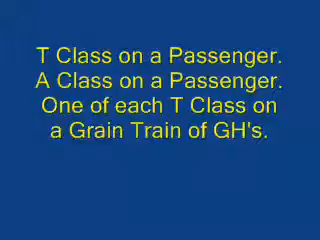 T Class on a Passenger.
A Class on a Passenger.
One of each T Class on
a Grain Train of GH's.